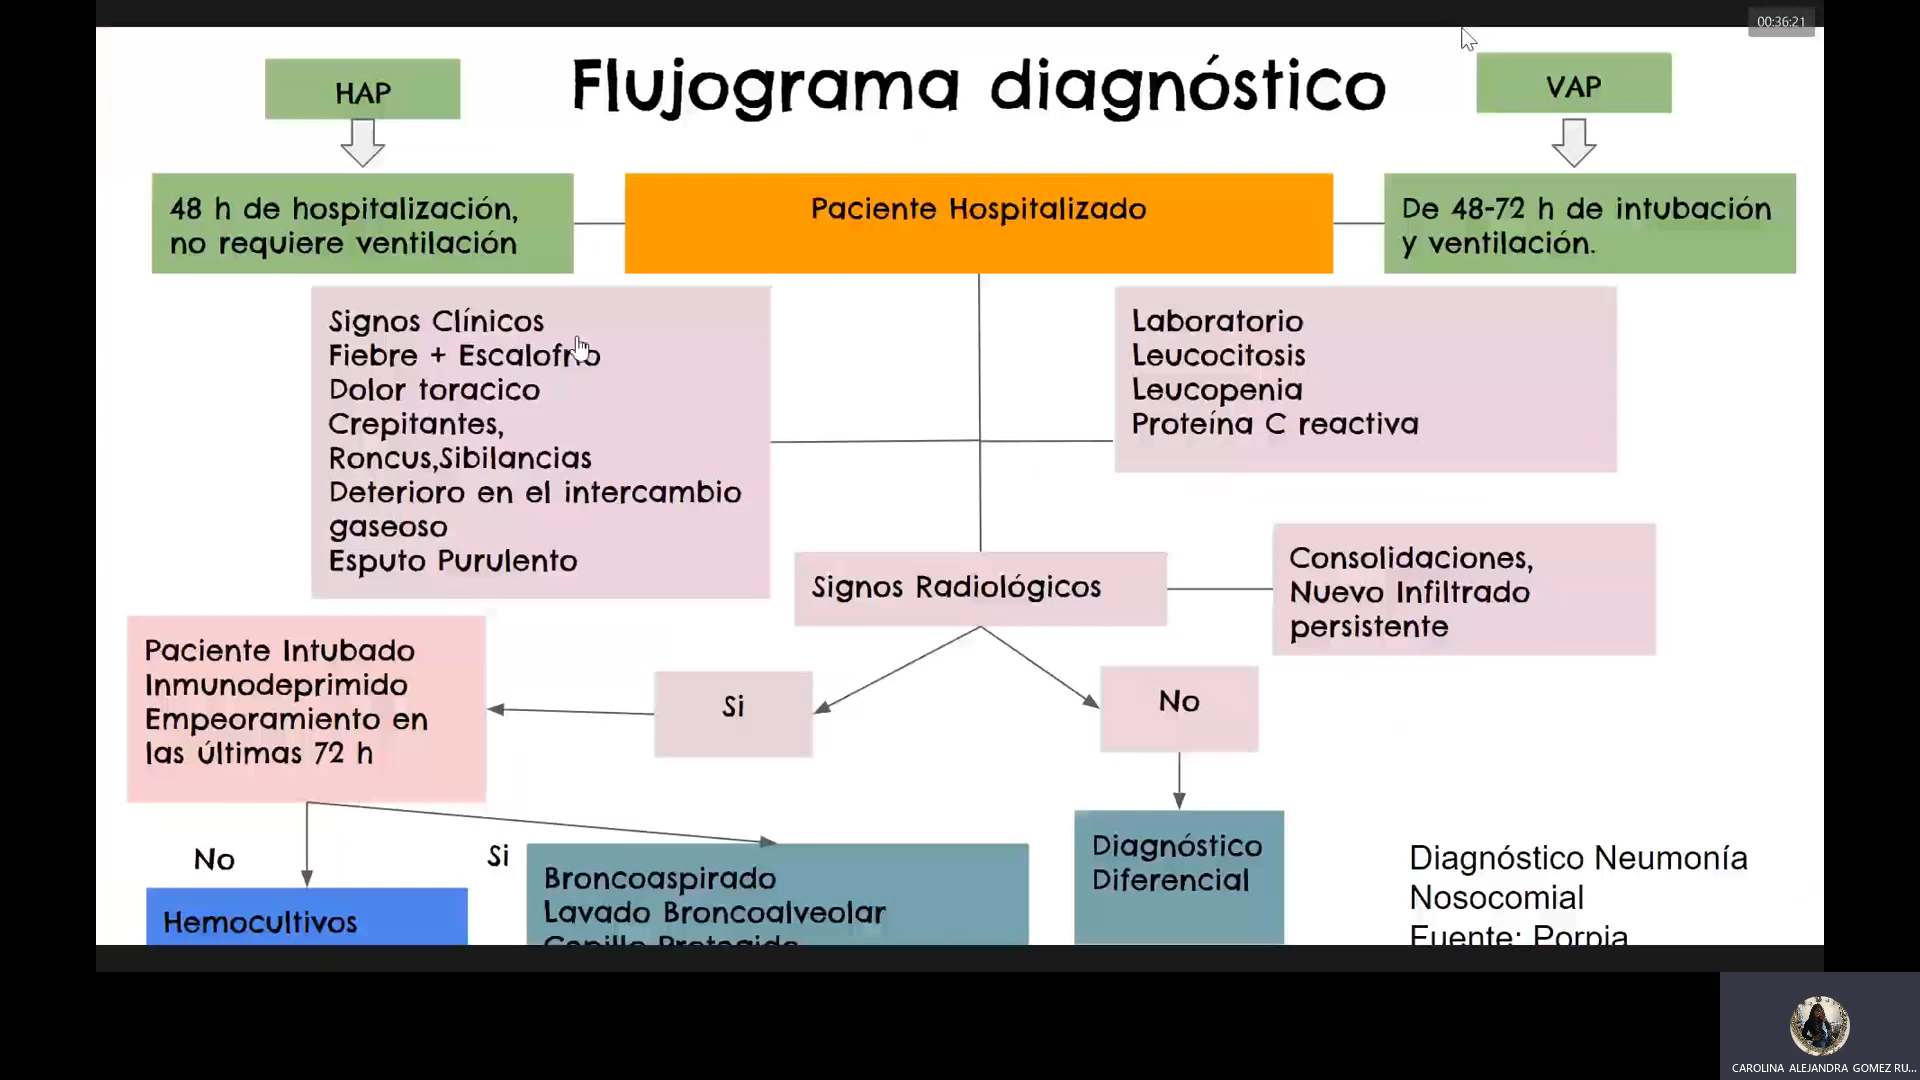 00:36:21
HAP
Flujograma diagnóstico
VAP
48 h de hospitalización,
no requiere ventilación
Paciente Hospitalizado
De 48-72 h de intubación
y ventilación.
Signos Clínicos
Fiebre + Escalofrio
Dolor toracico
Crepitantes,
Roncus,Sibilancias
Deterioro en el intercambio
gaseoso
Esputo Purulento
Laboratorio
Leucocitosis
Leucopenia
Proteína C reactiva
Signos Radiológicos
Consolidaciones,
Nuevo Infiltrado
persistente
Paciente Intubado
Inmunodeprimido
Empeoramiento en
las últimas 72 h
Si
No
No
Si
Hemocultivos
Broncoaspirado
Lavado Broncoalveolar
Cepillo Protegido
Diagnóstico
Diferencial
Diagnóstico Neumonía
Nosocomial
Fuente: Porpia
CAROLINA ALEJANDRA GOMEZ RU...